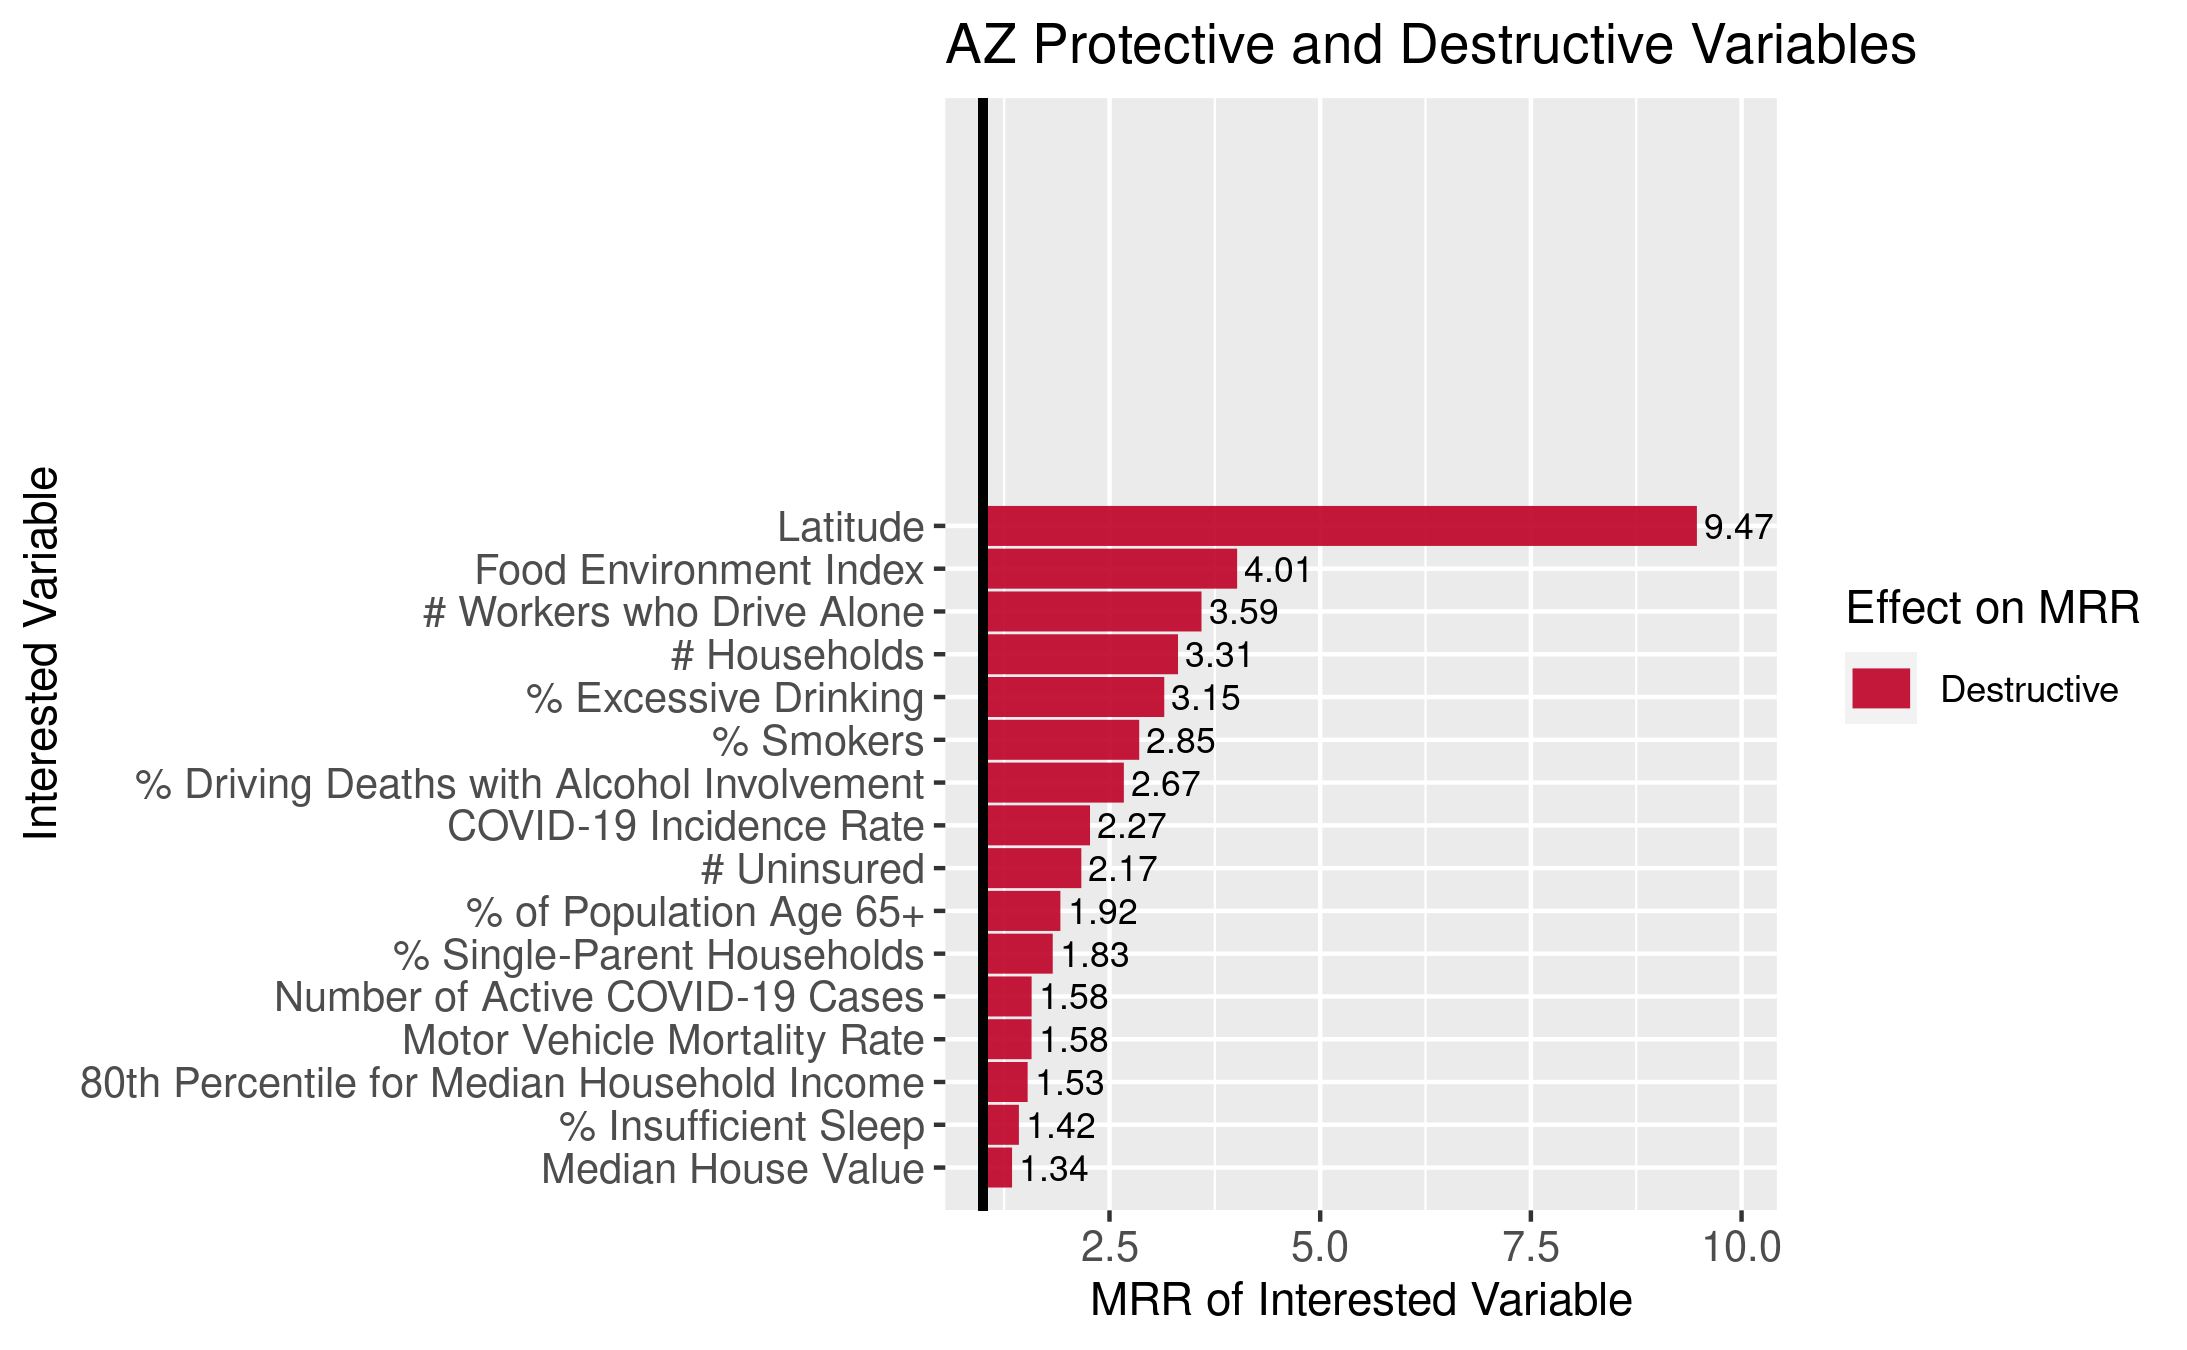 AZ Protective and Destructive Variables
Interested Variable
Latitude 9.47
Food Environment Index 4.01
# Workers who Drive Alone 3.59
# Households 3.31
% Excessive Drinking 3.15
% Smokers 2.85
% Driving Deaths with Alcohol Involvement 2.67
COVID-19 Incidence Rate 2.27
# Uninsured 2.17
% of Population Age 65+ 1.92
% Single-Parent Households 1.83
Number of Active COVID-19 Cases 1.58
Motor Vehicle Mortality Rate 1.58
80th Percentile for Median Household Income 1.53
% Insufficient Sleep 1.42
Median House Value 1.34
2.5 5.0 7.5 10.0
MRR of Interested Variable
Effect on MRR
Destructive